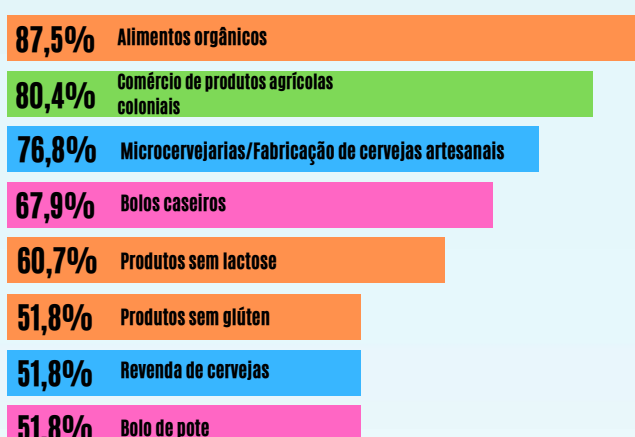 87,5% Alimentos orgânicos
80,4% Comércio de produtos agrícolas
coloniais
76,8% Microcervejarias/Fabricação de cervejas artesanais
67,9% Bolos caseiros
60,7% Produtos sem lactose
51,8% Produtos sem glúten
51,8% Revenda de cervejas
51,8% Bolo de pote